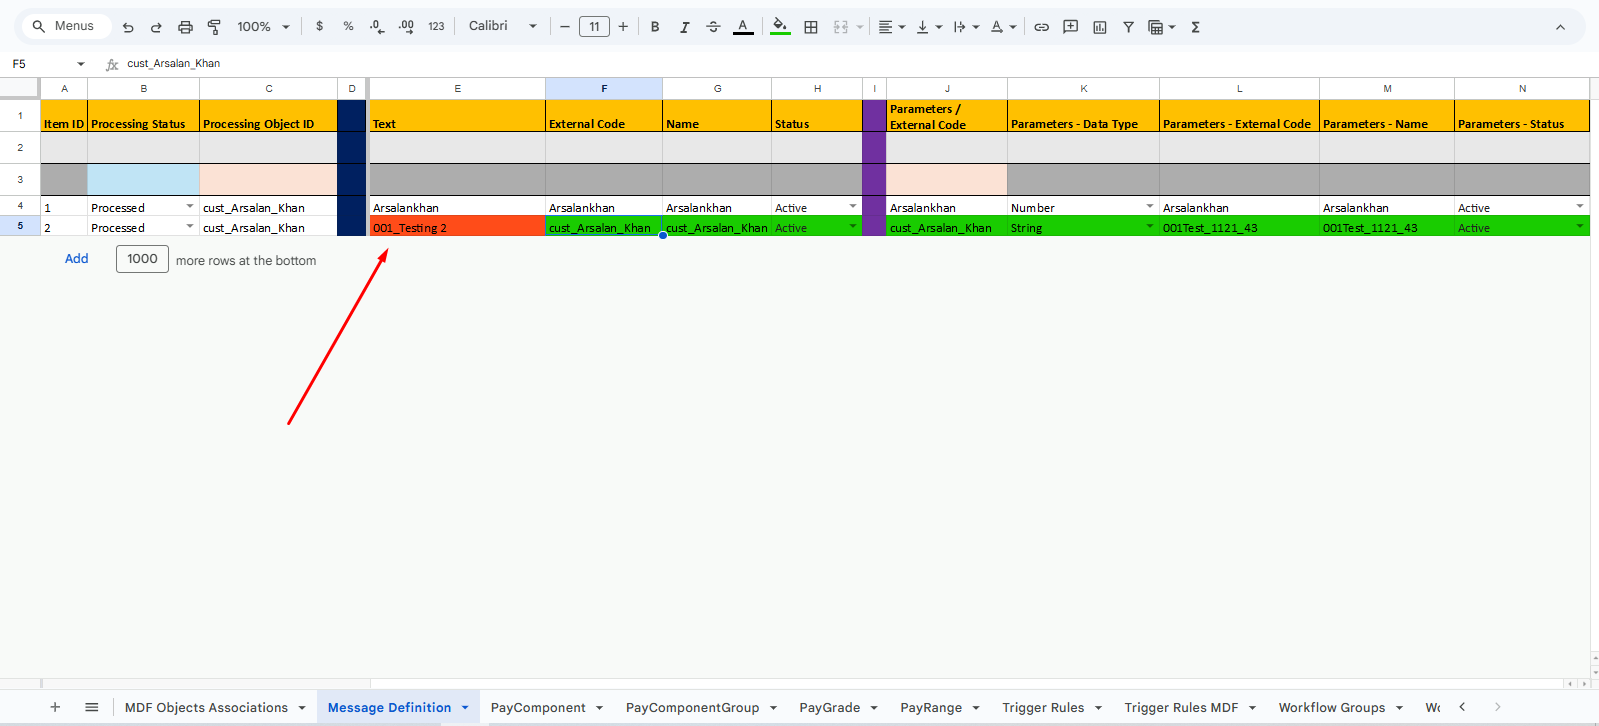 Menus 100% $ % .0 .00 123 Calibri 11 B I A A Σ
F5 fx cust_Arsalan_Khan
A B C D E F G H I J K L M N
1 Item ID Processing Status Processing Object ID Text External Code Name Status Parameters / External Code Parameters - Data Type Parameters - External Code Parameters - Name Parameters - Status
2
3
4 1 Processed cust_Arsalan_Khan Arsalankhan Arsalankhan Arsalankhan Active Arsalankhan Number Arsalankhan Arsalankhan Active
5 2 Processed cust_Arsalan_Khan 001_Testing 2 cust_Arsalan_Khan cust_Arsalan_Khan Active cust_Arsalan_Khan String 001Test_1121_43 001Test_1121_43 Active
Add 1000 more rows at the bottom
MDF Objects Associations Message Definition PayComponent PayComponentGroup PayGrade PayRange Trigger Rules Trigger Rules MDF Workflow Groups